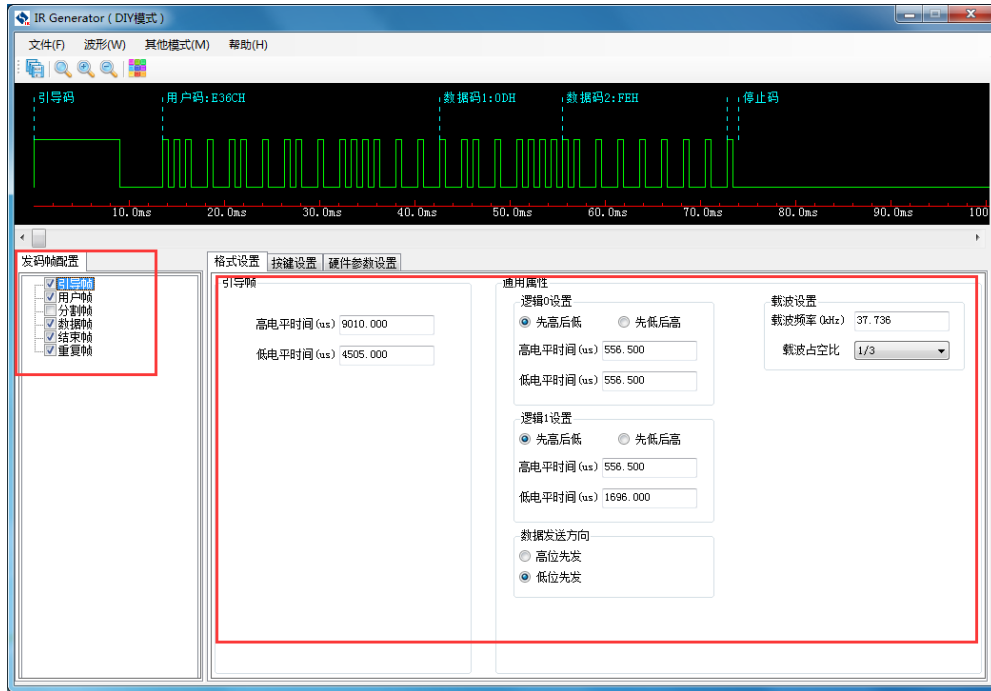 IR Generator ( DIY模式 )
文件(F) 波形(W) 其他模式(M) 帮助(H)
引导码 用户码:E36CH 数据码1:0DH 数据码2:FEH 停止码
10.0ms 20.0ms 30.0ms 40.0ms 50.0ms 60.0ms 70.0ms 80.0ms 90.0ms 100
发码帧配置
引导帧
用户帧
分割帧
数据帧
结束帧
重复帧
格式设置 按键设置 硬件参数设置
引导帧
高电平时间(us) 9010.000
低电平时间(us) 4505.000
通用属性
逻辑0设置
先高后低 先低后高
高电平时间(us) 556.500
低电平时间(us) 556.500
逻辑1设置
先高后低 先低后高
高电平时间(us) 556.500
低电平时间(us) 1696.000
数据发送方向
高位先发
低位先发
载波设置
载波频率(kHz) 37.736
载波占空比 1/3